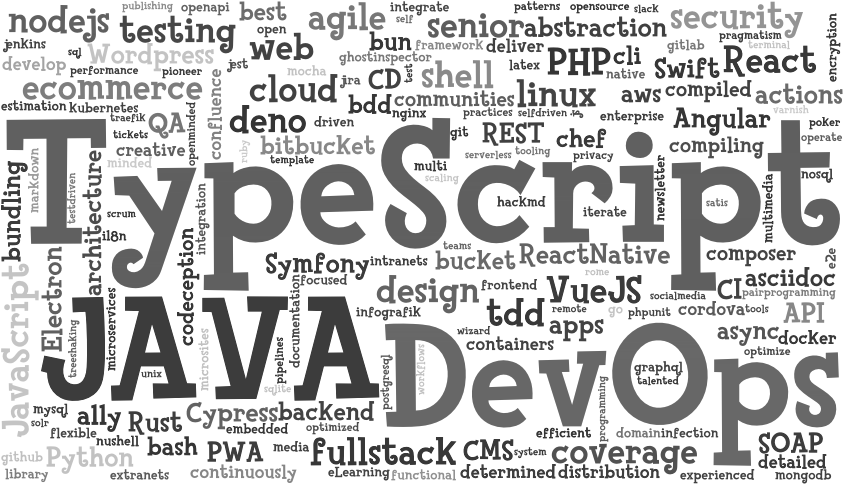 publishing openapi
nodejs best
open
integrate
self
agile
patterns opensource slack
seniorabstraction
security
pragmatism
terminal
encryption
jenkins
sql
testing
Wordpress
web
bun
framework deliver
ghostinspector
gitlab
develop
performance pioneer
jest
mocha
jra
CD
test
shell
latex
PHP cli
native
Swift React
ecommerce
confluence
cloud
communities linux
aws compiled actions
estimation kubernetes
traefik
openminded
bdd nginx
practices selfdriven
enterprise
varnish
tickets
QA
deno driven
git REST chef
Angular
poker
creative
minded
ruby
bitbucket
template
multi
scaling
serverless tooling
privacy
compiling
operate
TypeScript
bundling
markdown
testdriven
architecture
scrum
i18n
integration
hackmd
iterate
newsletter
satis
multimedia
nosql
e2e
JavaScript
Electron
codeception
Symfony intranets
teams
bucket ReactNative
rome
composer
focused
documentation
design
frontend
VueJS
socialmedia
CI asciidoc
pairprogramming
JAVA
treeshaking
microservices
unix
microsites
pipelines
sqlite
infografik
tdd
wizard
remote
apps
go phpunit cordova tools
API
containers
async docker
optimize
DevOps
postgresql
workflows
graphql
talented
programming
mysql
solr
ally Rust Cypress backend
embedded optimized
flexible
nushell
efficient
domain infection
SOAP
github Python
bash PWA media
fullstack CMS system
coverage
detailed
library
extranets continuously
eLearning functional determined distribution
experienced mongodb